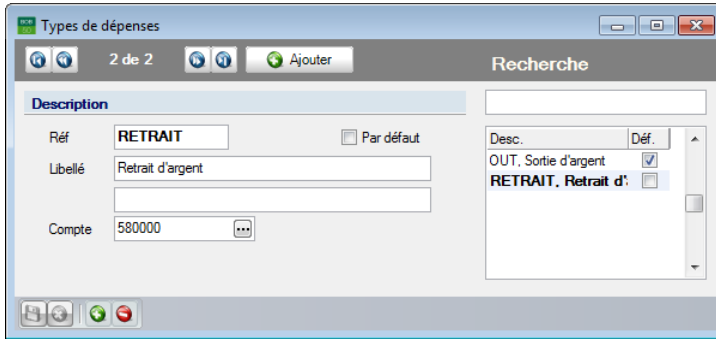 Types de dépenses
2 de 2
Ajouter
Recherche
Description
Réf RETRAIT Par défaut
Libellé Retrait d'argent
Compte 580000 ...
Desc. Déf.
OUT, Sortie d'argent
RETRAIT, Retrait d'